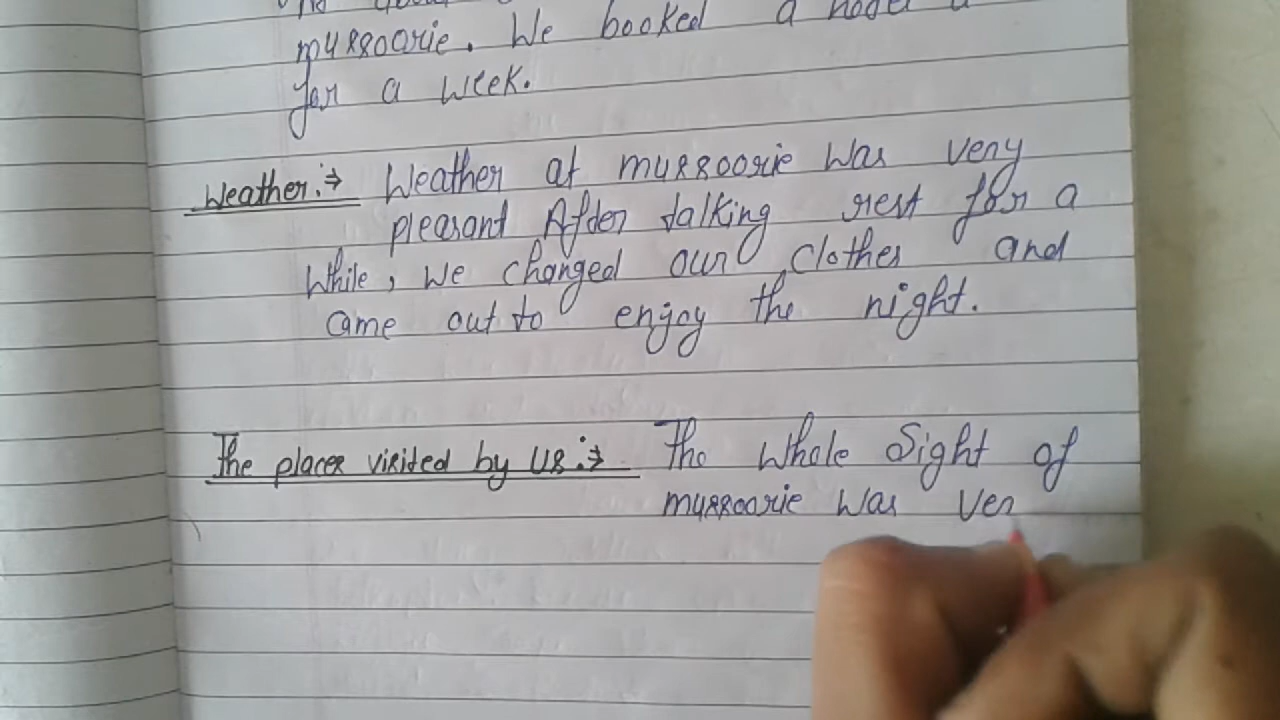 mussoorie. We booked a hotel
for a week.
Weather :→ Weather at mussoorie was very
pleasant After talking rest for a
while, we changed our clothes and
came out to enjoy the night.
The places visited by us :→ The whole Sight of
mussoorie was ver